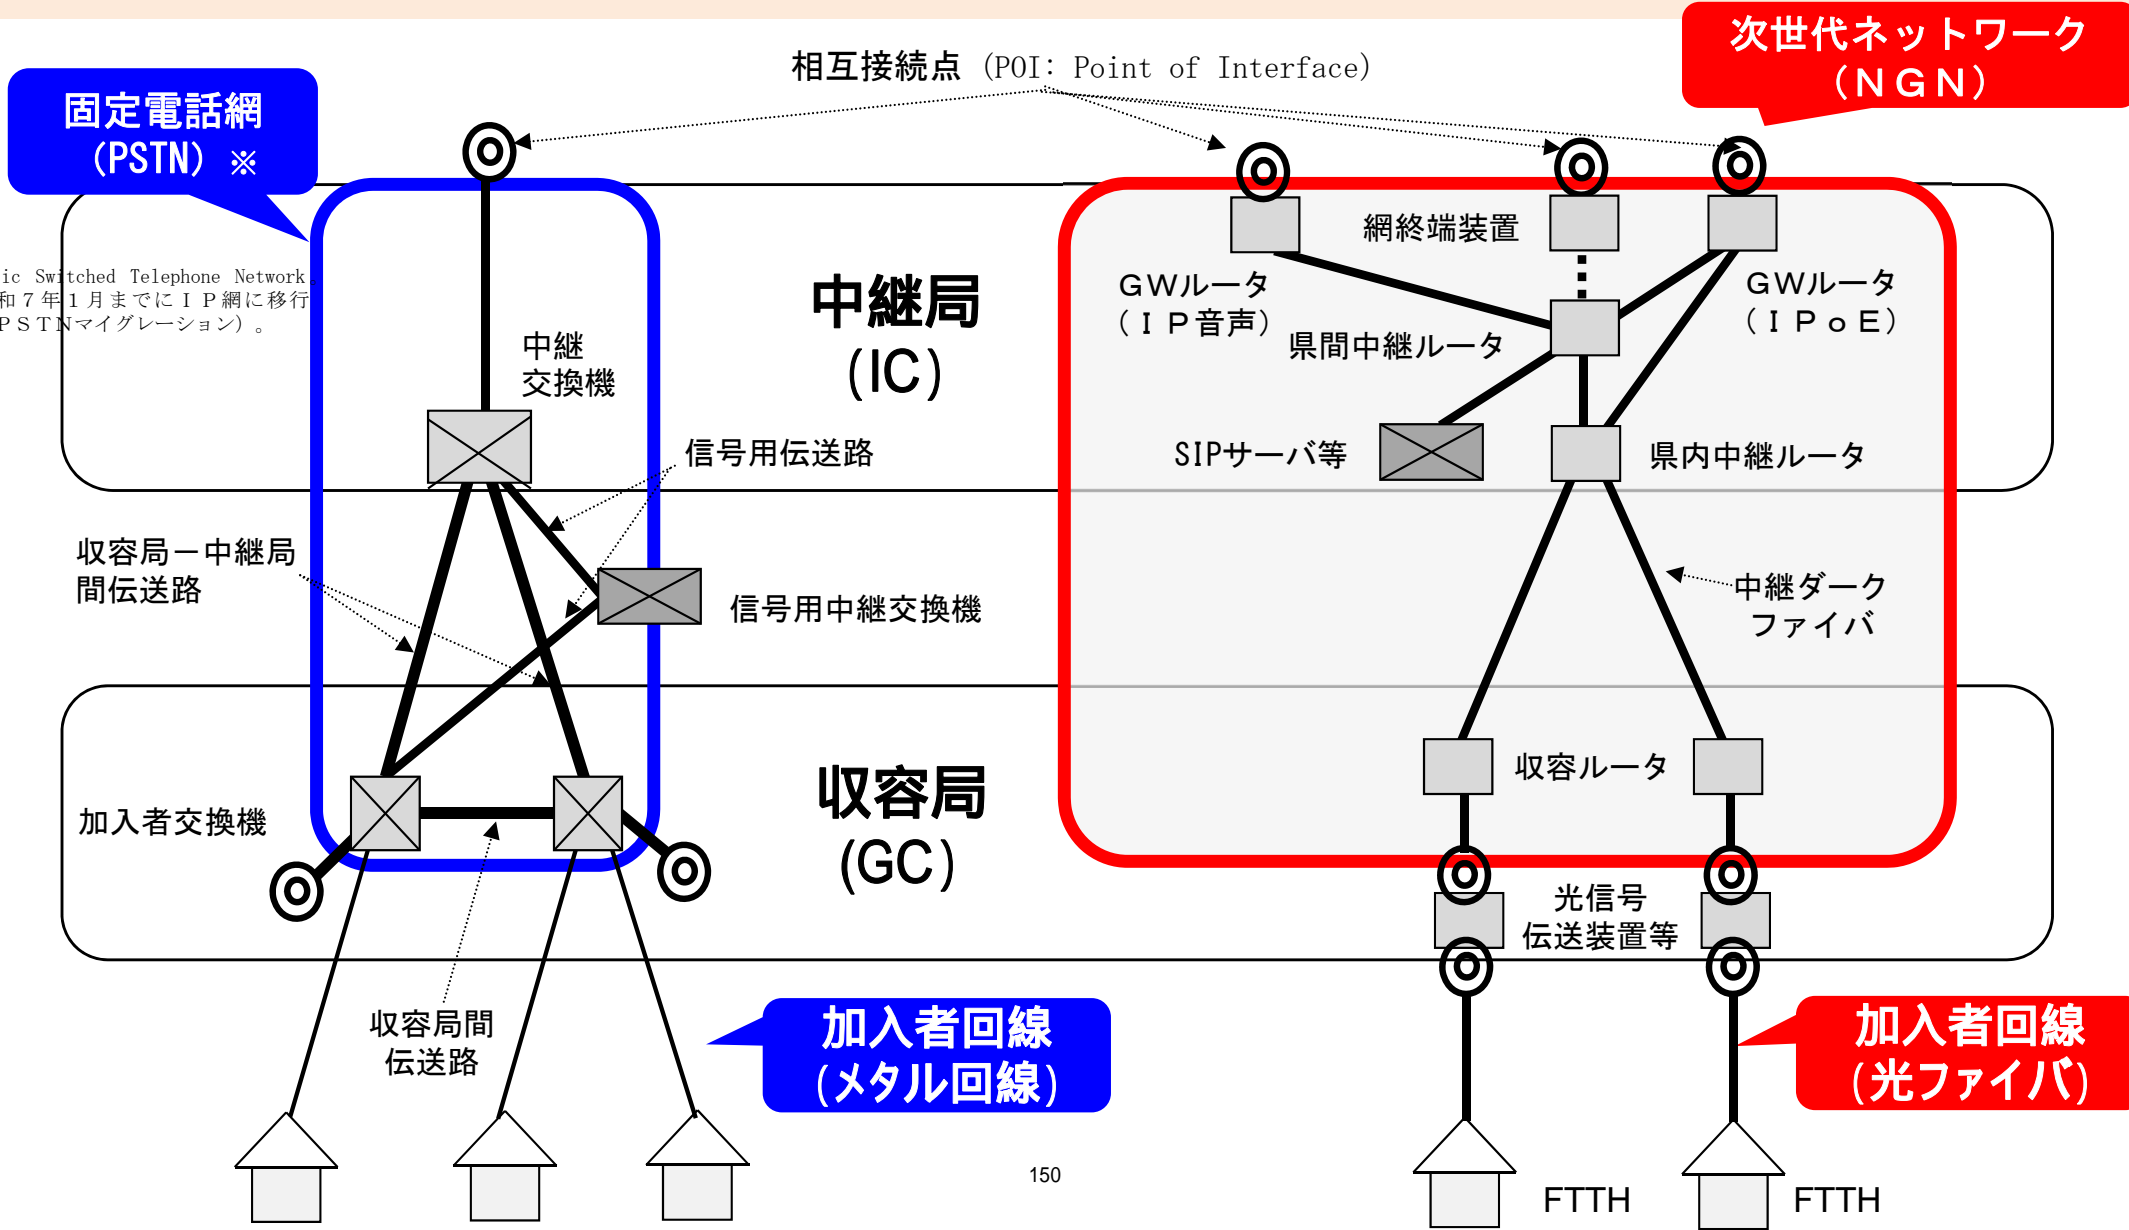 次世代ネットワーク
（ＮＧＮ）
相互接続点（POI: Point of Interface）
固定電話網
（PSTN）※
ic Switched Telephone Network。
和７年１月までにＩＰ網に移行
ＰＳＴＮマイグレーション）。
中継
交換機
中継局
(IC)
網終端装置
ＧＷルータ
（ＩＰ音声）
ＧＷルータ
（ＩＰｏＥ）
県間中継ルータ
信号用伝送路
SIPサーバ等
県内中継ルータ
収容局－中継局
間伝送路
信号用中継交換機
中継ダーク
ファイバ
収容局
(GC)
収容ルータ
加入者交換機
光信号
伝送装置等
収容局間
伝送路
加入者回線
(メタル回線)
加入者回線
(光ファイバ)
150
FTTH
FTTH